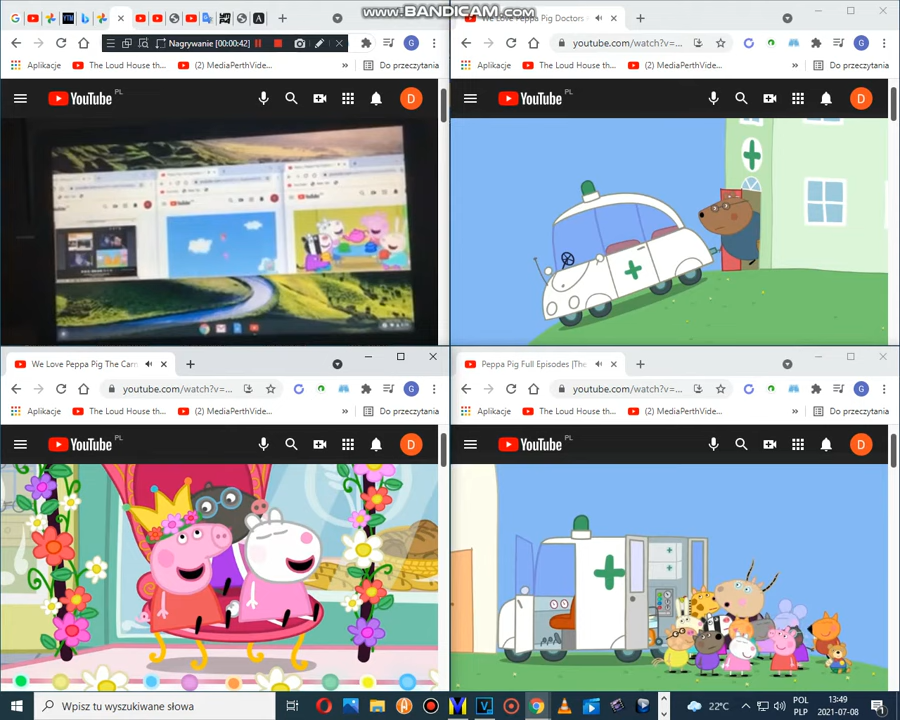 WWW.BANDICAM.COM
Nagrywanie [00:00:42]
We Love Peppa Pig Doctors
youtube.com/watch?v=...
Aplikacje
The Loud House th...
(2) MediaPerthVide...
»
Do przeczytania
Aplikacje
The Loud House th...
(2) MediaPerthVide...
»
Do przeczytania
YouTube PL
D
YouTube PL
D
We Love Peppa Pig The Carn
Peppa Pig Full Episodes |The
youtube.com/watch?v=...
G
youtube.com/watch?v=...
G
Aplikacje
The Loud House th...
(2) MediaPerthVide...
»
Do przeczytania
Aplikacje
The Loud House th...
(2) MediaPerthVide...
»
Do przeczytania
YouTube PL
D
YouTube PL
D
Wpisz tu wyszukiwane słowa
22°C
POL
PLP
13:49
2021-07-08
1